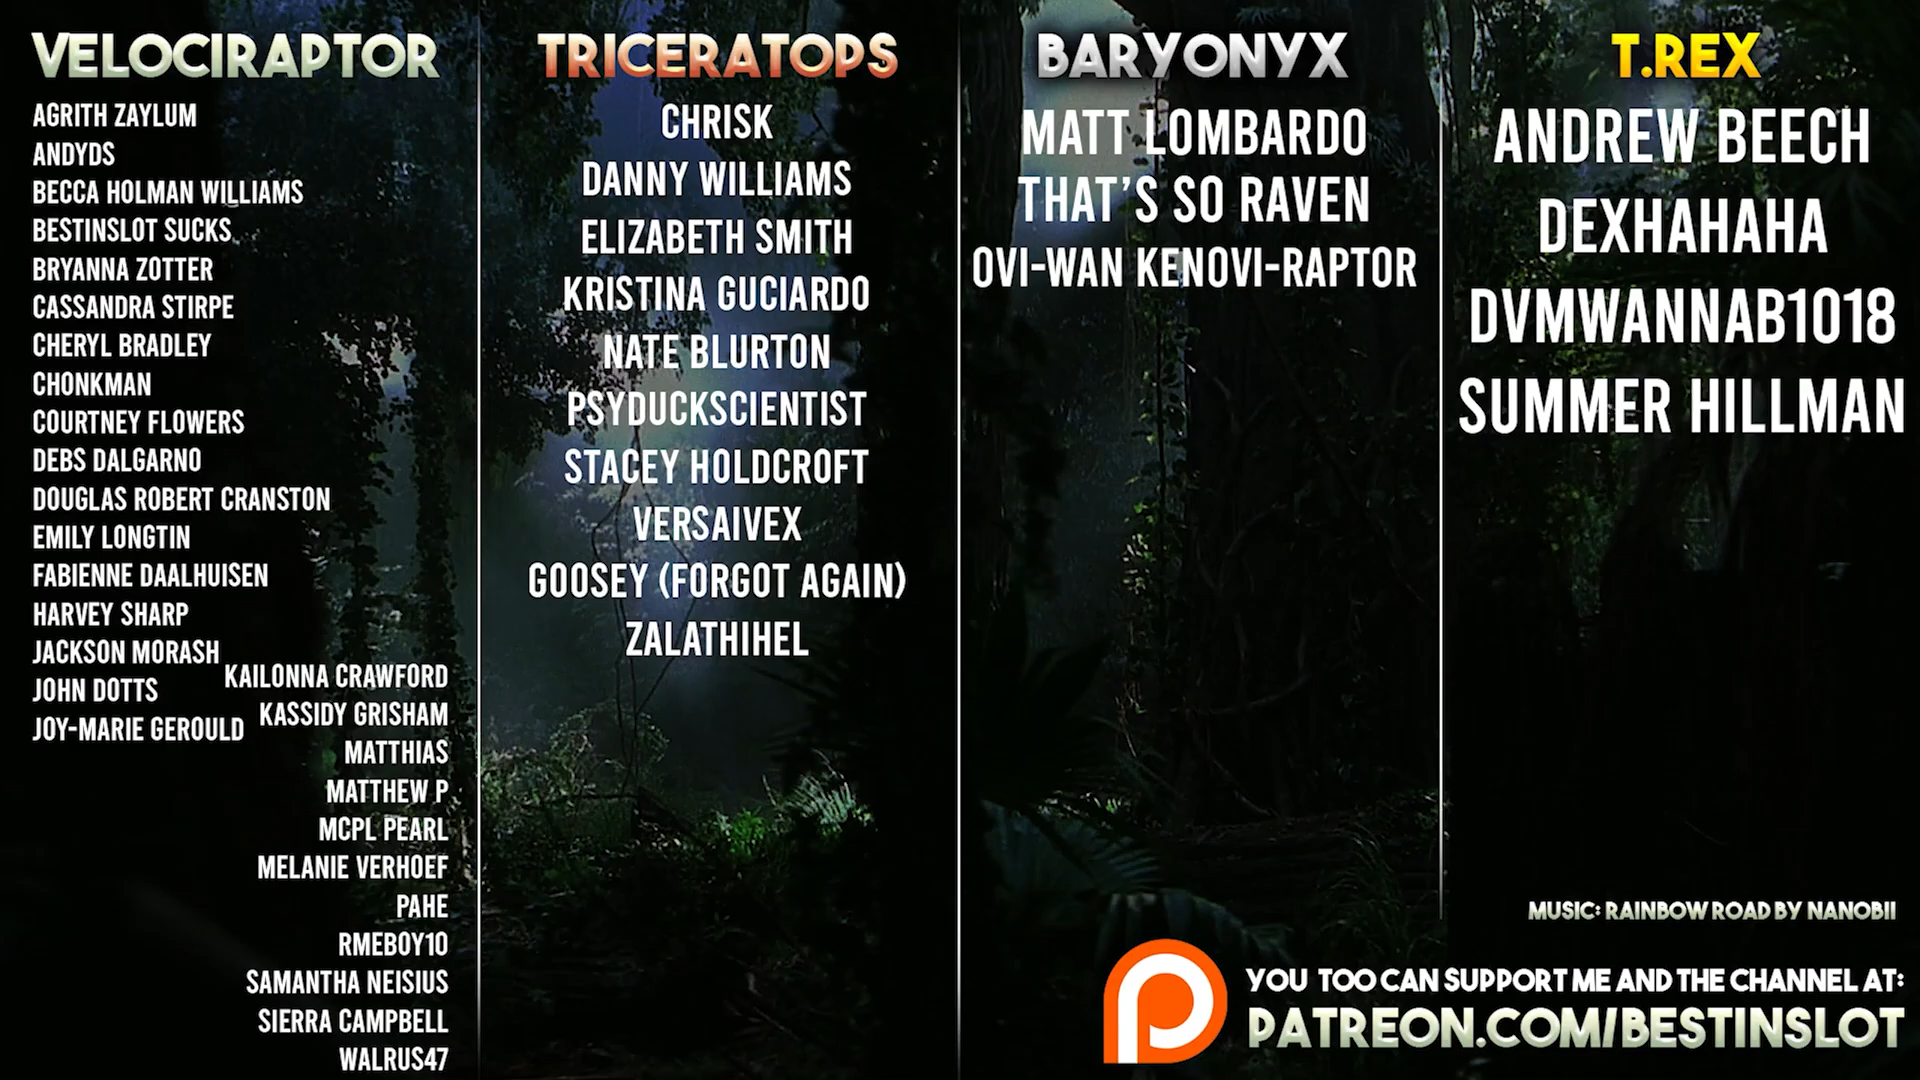 VELOCIRAPTOR
AGRITH ZAYLUM
ANDYDS
BECCA HOLMAN WILLIAMS
BESTINSLOT SUCKS
BRYANNA ZOTTER
CASSANDRA STIRPE
CHERYL BRADLEY
CHONKMAN
COURTNEY FLOWERS
DEBS DALGARNO
DOUGLAS ROBERT CRANSTON
EMILY LONGTIN
FABIENNE DAALHUISEN
HARVEY SHARP
JACKSON MORASH
JOHN DOTTS
JOY-MARIE GEROULD
KAILONNA CRAWFORD
KASSIDY GRISHAM
MATTHIAS
MATTHEW P
MCPL PEARL
MELANIE VERHOEF
PAHE
RMEBOY10
SAMANTHA NEISIUS
SIERRA CAMPBELL
WALRUS47
TRICERATOPS
CHRISK
DANNY WILLIAMS
ELIZABETH SMITH
KRISTINA GUCIARDO
NATE BLURTON
PSYDUCKSCIENTIST
STACEY HOLDCROFT
VERSAIVEX
GOOSEY (FORGOT AGAIN)
ZALATHIHEL
BARYONYX
MATT LOMBARDO
THAT'S SO RAVEN
OVI-WAN KENOVI-RAPTOR
T.REX
ANDREW BEECH
DEXHAHAHA
DVMWANNAB1018
SUMMER HILLMAN
MUSIC: RAINBOW ROAD BY NANOBII
YOU TOO CAN SUPPORT ME AND THE CHANNEL AT:
PATREON.COM/BESTINSLOT